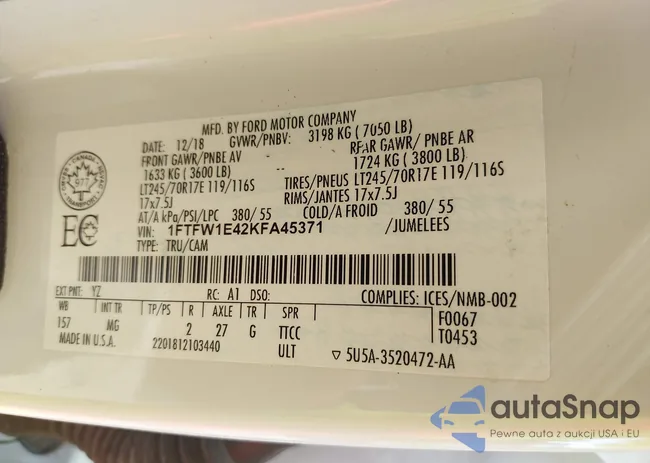 MFD. BY FORD MOTOR COMPANY
DATE: 12/18 GVWR/PNBV: 3198 KG ( 7050 LB)
FRONT GAWR/PNBE AV REAR GAWR/ PNBE AR
1633 KG ( 3600 LB) 1724 KG ( 3800 LB)
LT245/70R17E 119/116S TIRES/PNEUS LT245/70R17E 119/116S
17x7.5J RIMS/JANTES 17x7.5J
AT/A kPa/PSI/LPC 380/ 55 COLD/A FROID 380/ 55
VIN: 1FTFW1E42KFA45371 /JUMELEES
TYPE: TRU/CAM
CANADA
977
TRANSPORT
EC
EXT PNT: YZ RC: A1 DSO: COMPLIES: ICES/NMB-002
WB INT TR TP/PS R AXLE TR SPR F0067
157 MG 2 27 G TTCC T0453
MADE IN U.S.A. 2201812103440 ULT ▽ 5U5A-3520472-AA
autaSnap
Pewne auta z aukcji USA i EU